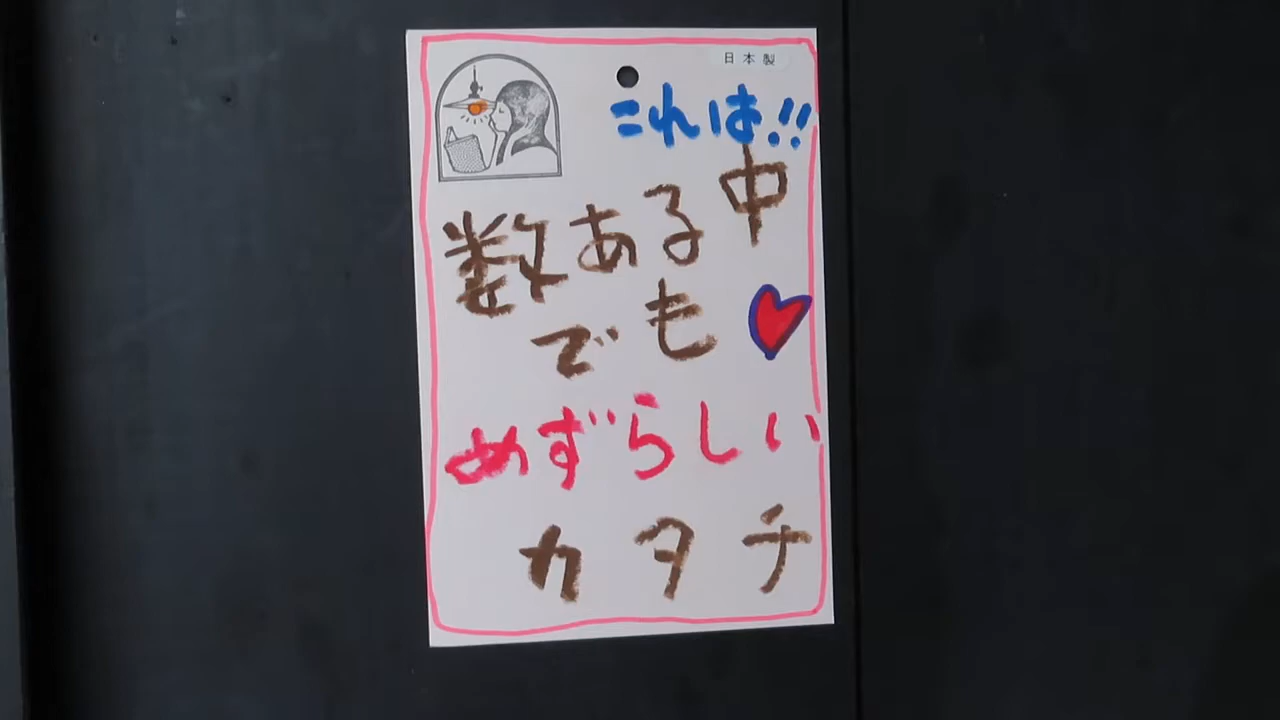 日本製
これは!!
数ある中
でも
めずらしい
カタチ